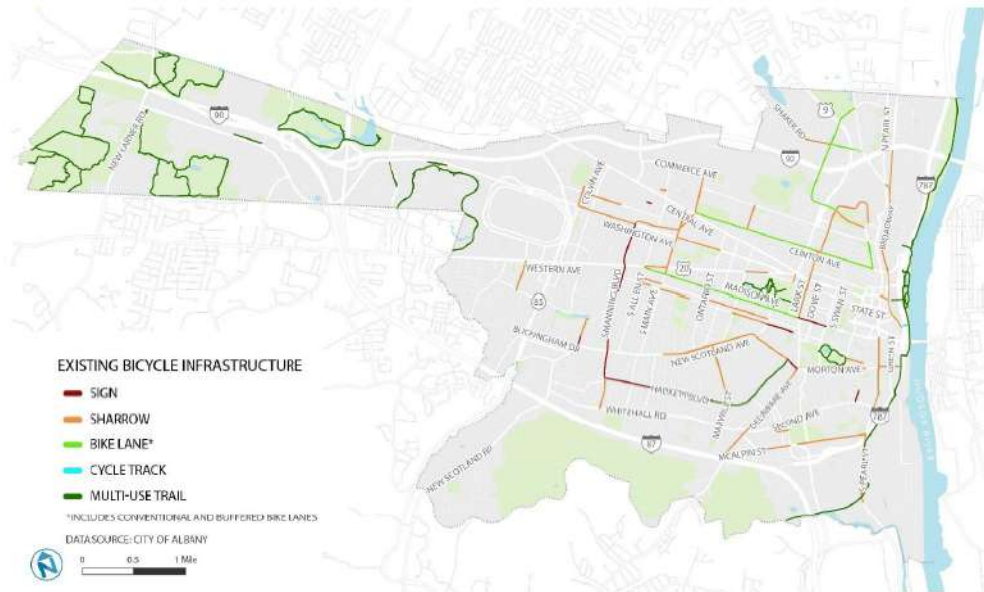 90
NEW KARNER RD
SHAKER RD
9
N PEARL ST
90
COMMERCE AVE
787
COLVIN AVE
CENTRAL AVE
WASHINGTON AVE
BROADWAY
CLINTON AVE
WESTERN AVE
20
85
MADISON AVE
LARK ST
DOVE ST
S SWAN ST
STATE ST
S MANNING BLVD
S ALLEN ST
S MAIN AVE
ONTARIO ST
BUCKINGHAM DR
NEW SCOTLAND AVE
MORTON AVE
HACKETT BLVD
DELAWARE AVE
WHITEHALL RD
SECOND AVE
787
87
MCALPIN ST
NEW SCOTLAND RD
S PEARL ST
HUDSON RIVER
EXISTING BICYCLE INFRASTRUCTURE
SIGN
SHARROW
BIKE LANE*
CYCLE TRACK
MULTI-USE TRAIL
*INCLUDES CONVENTIONAL AND BUFFERED BIKE LANES
DATA SOURCE: CITY OF ALBANY
0 0.5 1 Mile